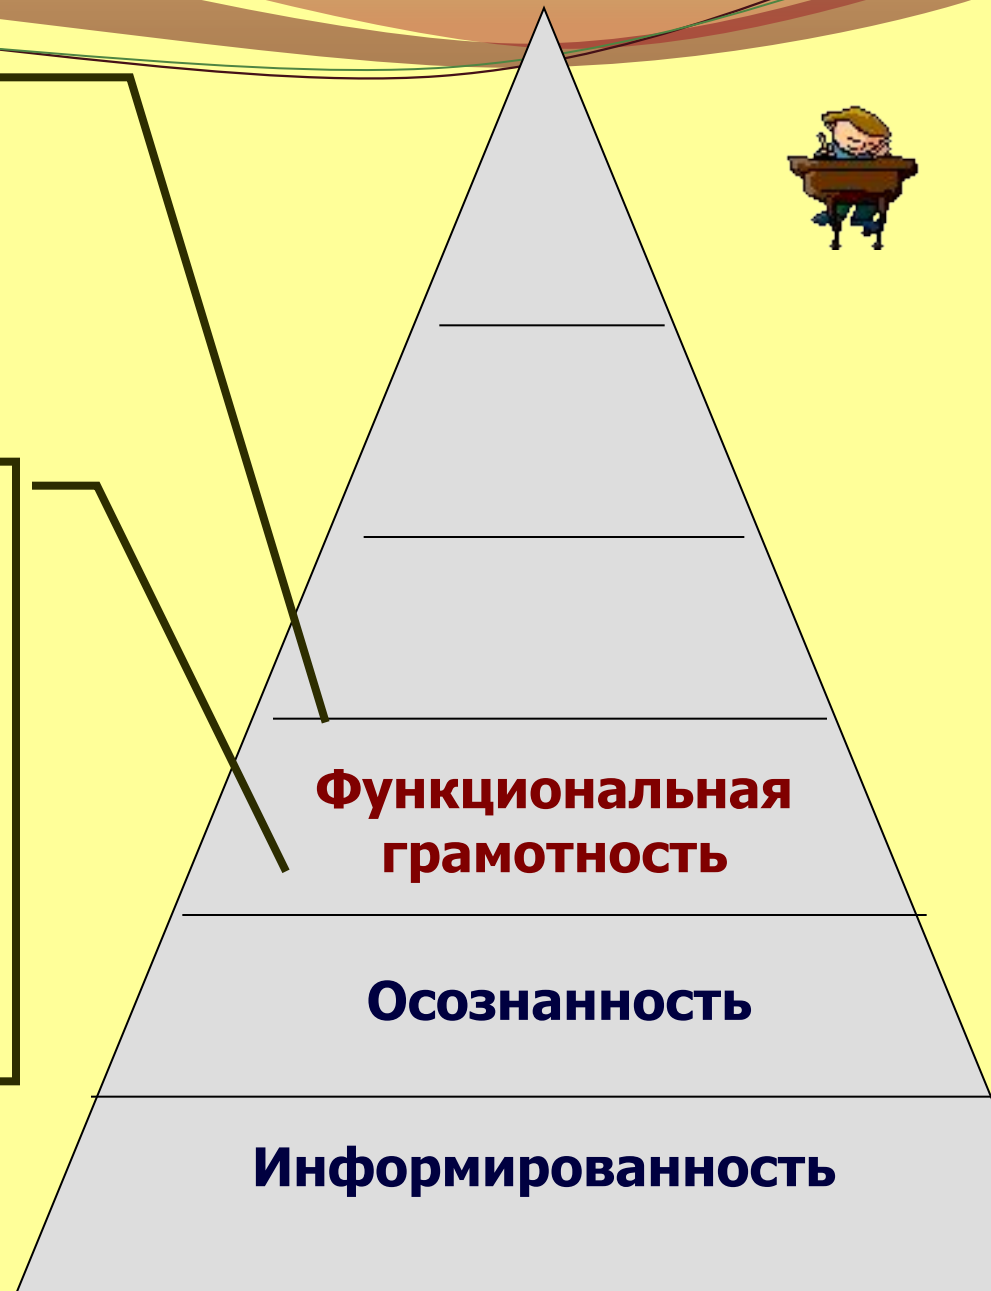 Функциональная
грамотность
Осознанность
Информированность